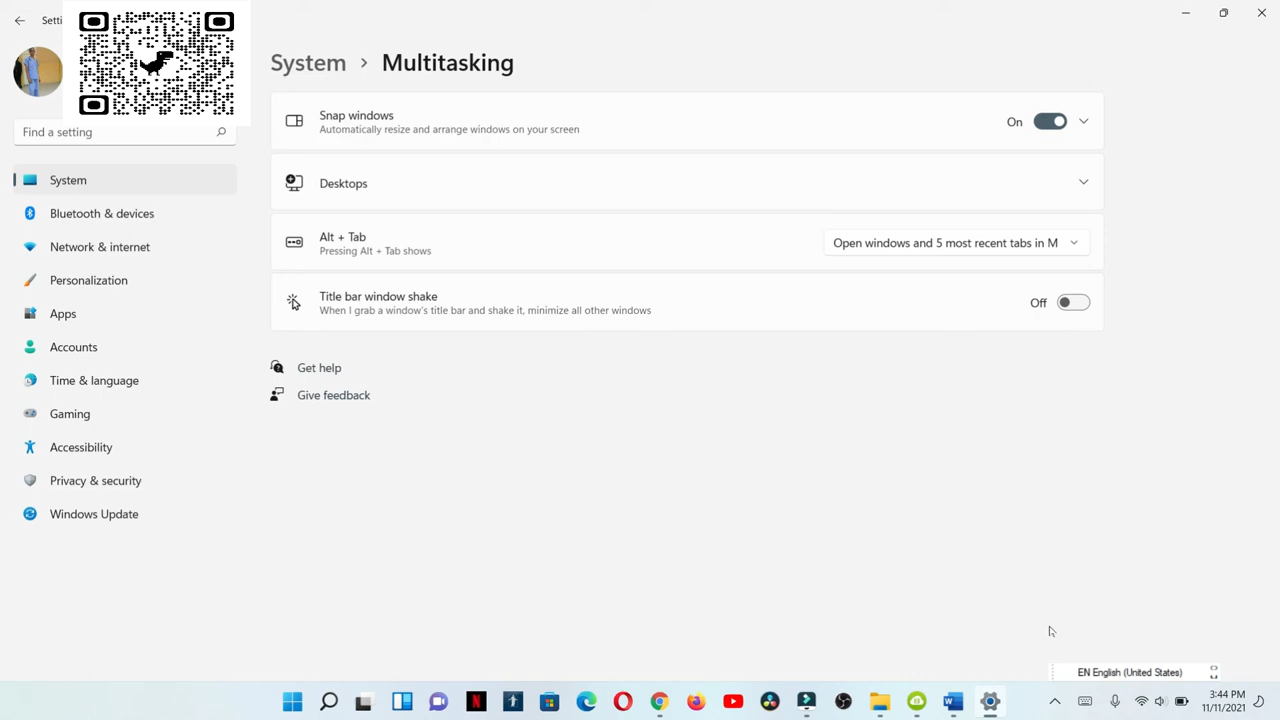 Setti
System > Multitasking
Snap windows
Automatically resize and arrange windows on your screen
On
Find a setting
System
Desktops
Bluetooth & devices
Alt + Tab
Pressing Alt + Tab shows
Open windows and 5 most recent tabs in M
Network & internet
Personalization
Title bar window shake
When I grab a window's title bar and shake it, minimize all other windows
Off
Apps
Accounts
Get help
Time & language
Give feedback
Gaming
Accessibility
Privacy & security
Windows Update
EN English (United States)
3:44 PM
11/11/2021